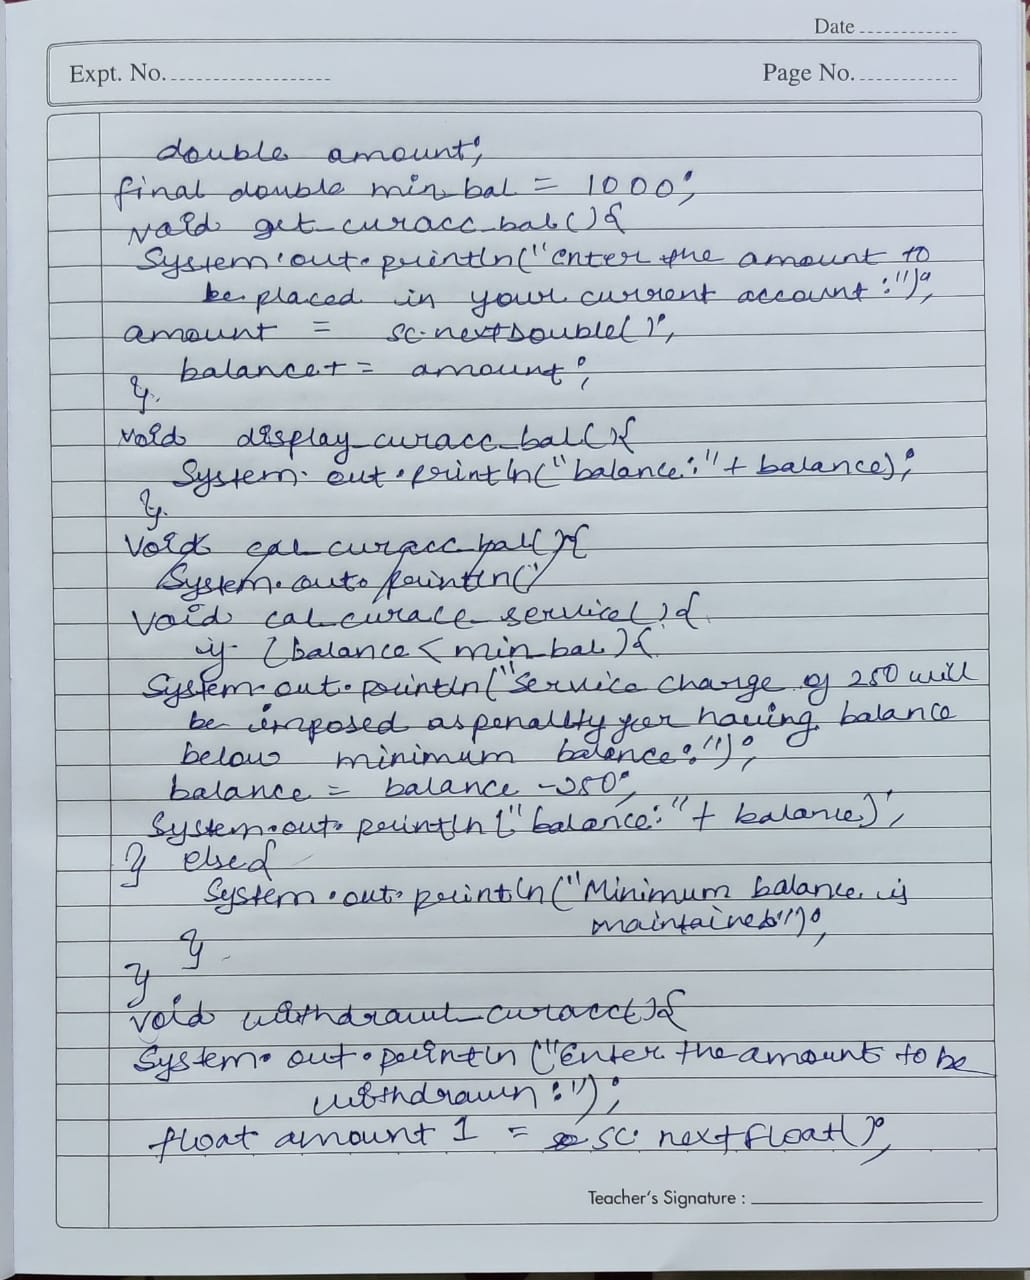 Date
Expt. No.
Page No.
double amount;
final double min_bal = 1000;
void get_curacc_bal(){
System.out.println("enter the amount to
be placed in your current account:");
amount = sc.nextDouble();
balance+= amount;
}
void display_curacc_bal(){
System.out.println("balance:"+balance);
}
void cal_curacc_bal(){
System.out.println(
void cal_curacc_service(){
if (balance<min_bal){
System.out.println("Service charge of 250 will
be imposed as penality for having balance
below minimum balance:");
balance = balance -250;
System.out.println("balance:"+ balance);
} else{
System.out.println("Minimum balance is
maintained");
}
}
void withdrawl_curacc(){
System.out.println("Enter the amount to be
withdrawn:");
float amount1 = sc.nextFloat();
Teacher's Signature :